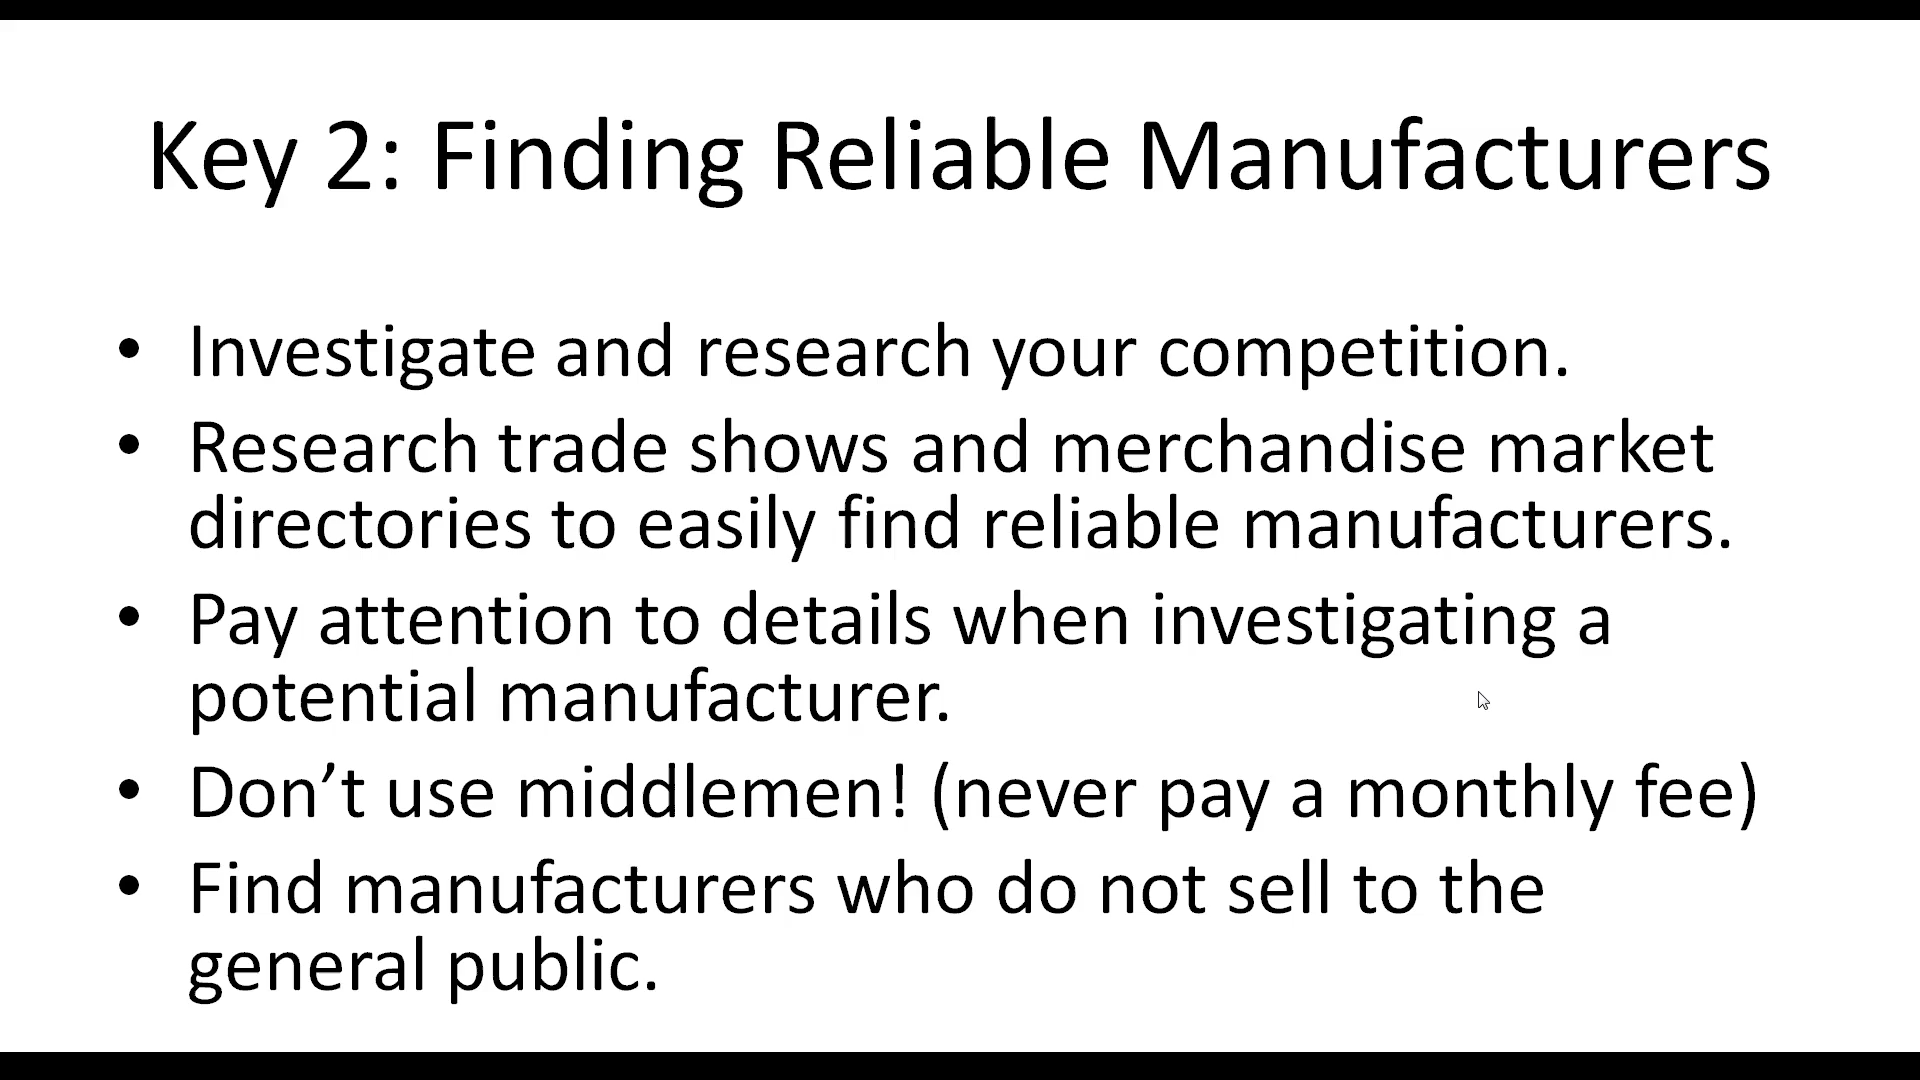 Key 2: Finding Reliable Manufacturers
• Investigate and research your competition.
• Research trade shows and merchandise market
directories to easily find reliable manufacturers.
• Pay attention to details when investigating a
potential manufacturer.
• Don’t use middlemen! (never pay a monthly fee)
• Find manufacturers who do not sell to the
general public.